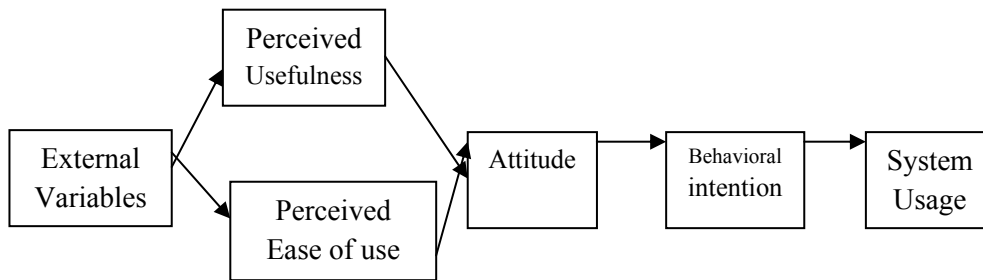 Perceived
Usefulness
External
Variables
Perceived
Ease of use
Attitude
Behavioral
intention
System
Usage